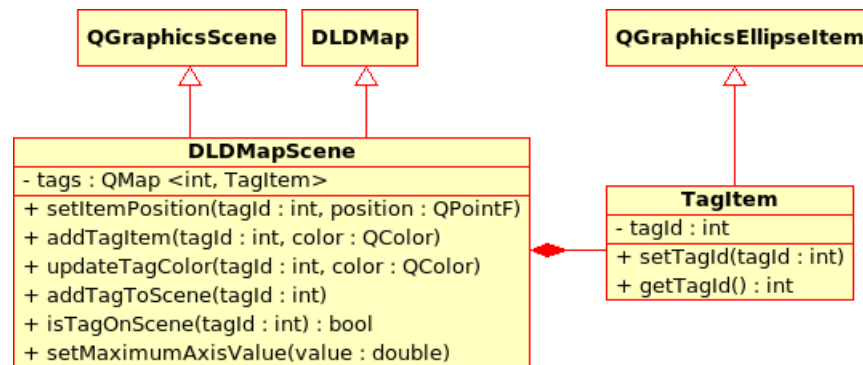 QGraphicsScene
DLDMap
QGraphicsEllipseItem
DLDMapScene
- tags : QMap <int, TagItem>
+ setItemPosition(tagId : int, position : QPointF)
+ addTagItem(tagId : int, color : QColor)
+ updateTagColor(tagId : int, color : QColor)
+ addTagToScene(tagId : int)
+ isTagOnScene(tagId : int) : bool
+ setMaximumAxisValue(value : double)
TagItem
- tagId : int
+ setTagId(tagId : int)
+ getTagId() : int